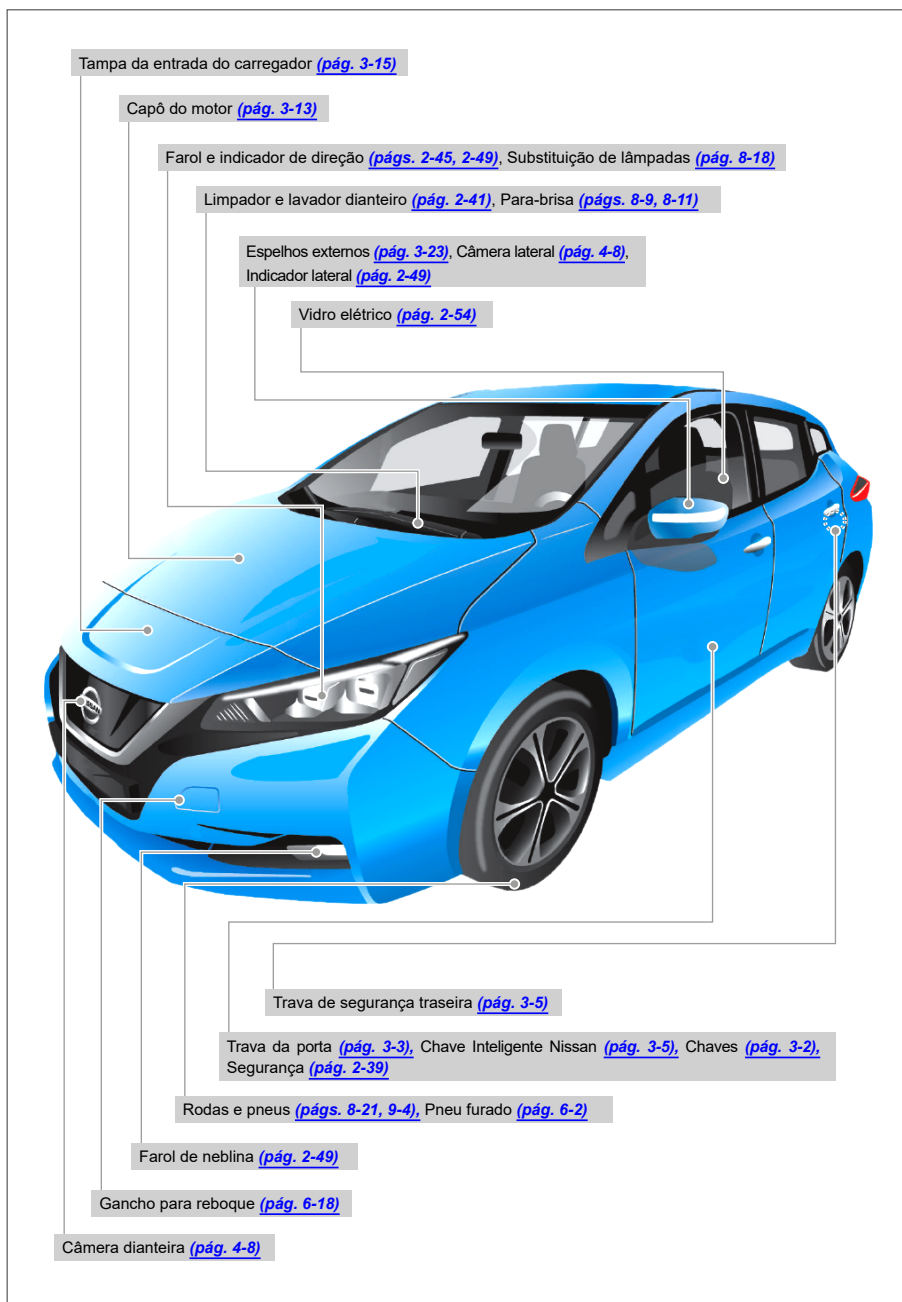 Tampa da entrada do carregador (pág. 3-15)
Capô do motor (pág. 3-13)
Farol e indicador de direção (págs. 2-45, 2-49), Substituição de lâmpadas (pág. 8-18)
Limpador e lavador dianteiro (pág. 2-41), Para-brisa (págs. 8-9, 8-11)
Espelhos externos (pág. 3-23), Câmera lateral (pág. 4-8),
Indicador lateral (pág. 2-49)
Vidro elétrico (pág. 2-54)
NISSAN
Trava de segurança traseira (pág. 3-5)
Trava da porta (pág. 3-3), Chave Inteligente Nissan (pág. 3-5), Chaves (pág. 3-2),
Segurança (pág. 2-39)
Rodas e pneus (págs. 8-21, 9-4), Pneu furado (pág. 6-2)
Farol de neblina (pág. 2-49)
Gancho para reboque (pág. 6-18)
Câmera dianteira (pág. 4-8)